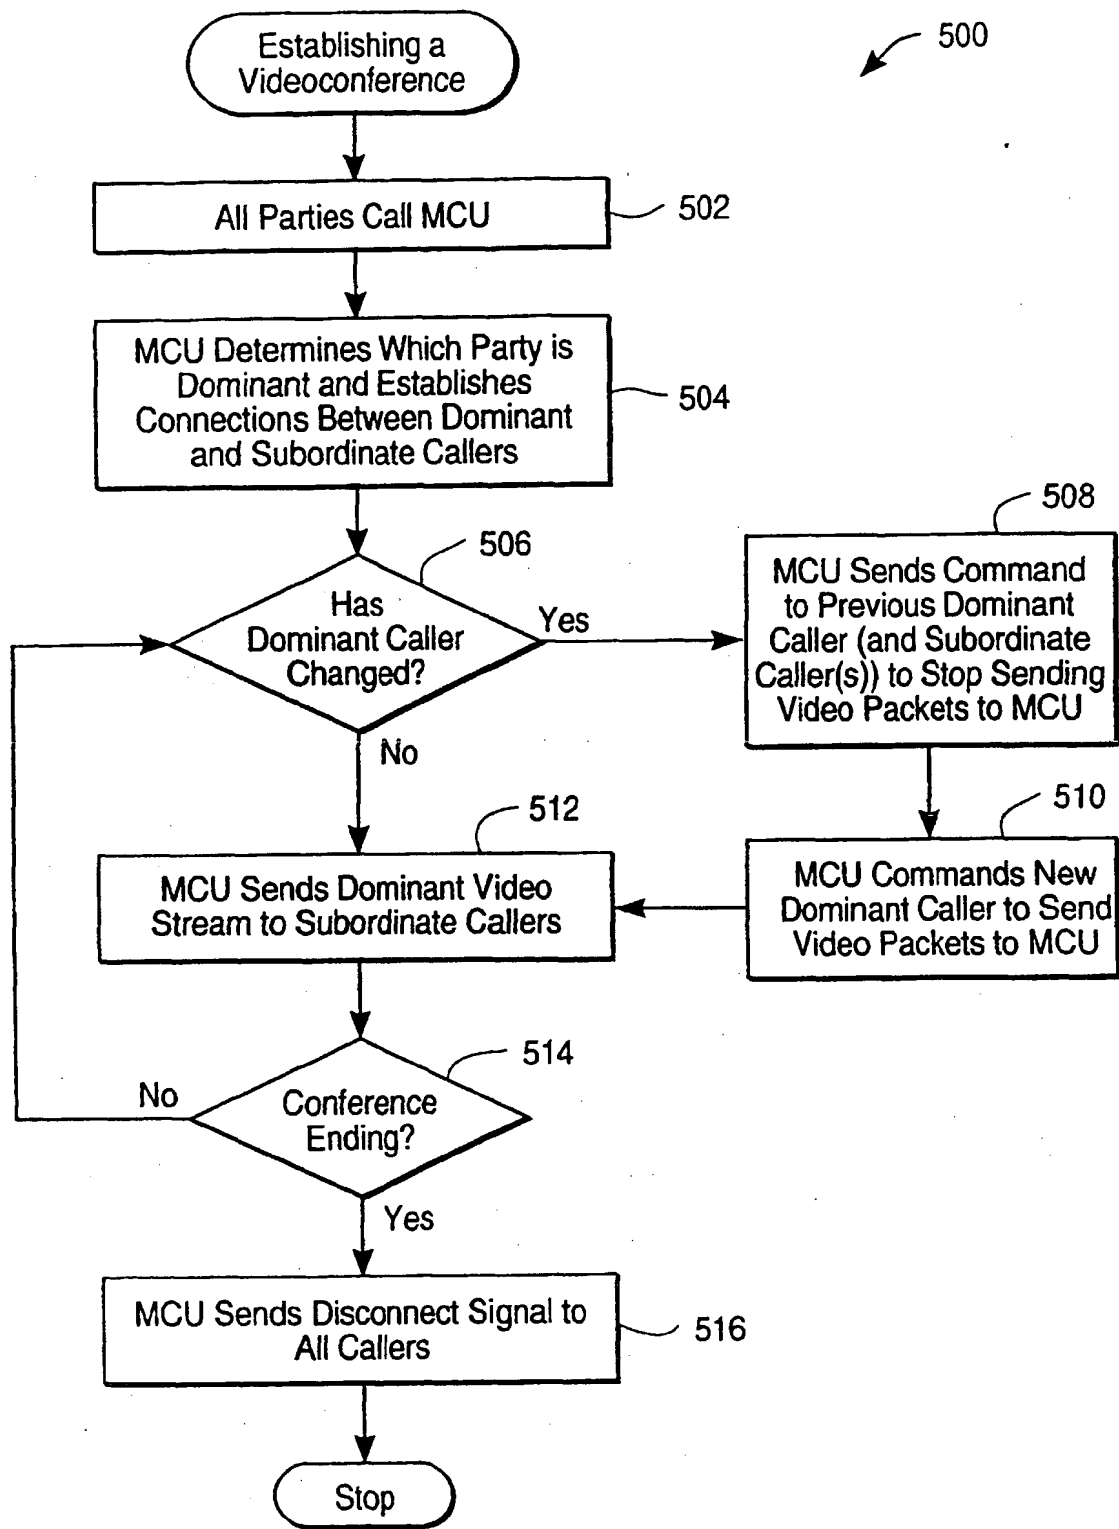 Establishing a
Videoconference
500
All Parties Call MCU
502
MCU Determines Which Party is
Dominant and Establishes
Connections Between Dominant
and Subordinate Callers
504
Has
Dominant Caller
Changed?
506
Yes
No
MCU Sends Command
to Previous Dominant
Caller (and Subordinate
Caller(s)) to Stop Sending
Video Packets to MCU
508
MCU Commands New
Dominant Caller to Send
Video Packets to MCU
510
MCU Sends Dominant Video
Stream to Subordinate Callers
512
Conference
Ending?
514
No
Yes
MCU Sends Disconnect Signal to
All Callers
516
Stop